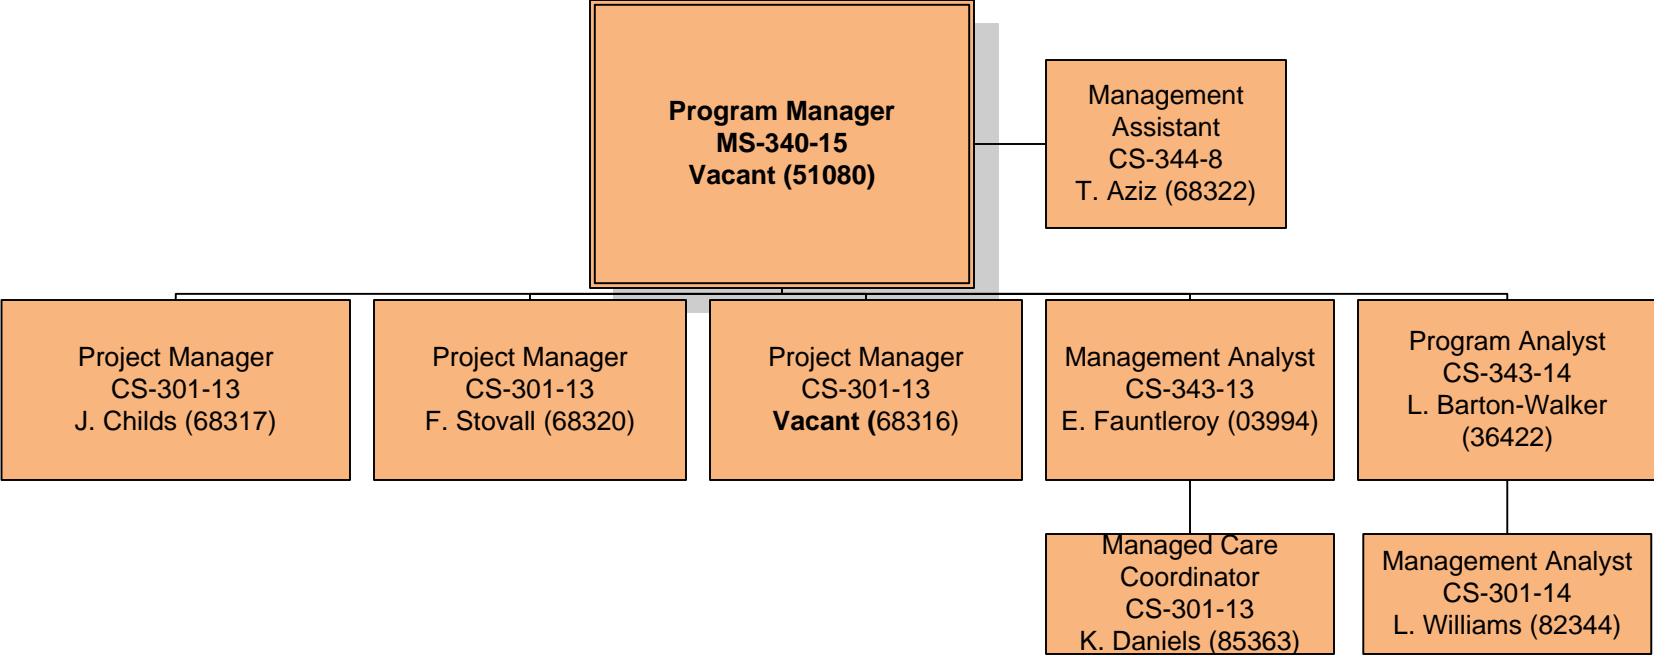 Program Manager
MS-340-15
Vacant (51080)
Management
Assistant
CS-344-8
T. Aziz (68322)
Project Manager
CS-301-13
J. Childs (68317)
Project Manager
CS-301-13
F. Stovall (68320)
Project Manager
CS-301-13
Vacant (68316)
Management Analyst
CS-343-13
E. Fauntleroy (03994)
Program Analyst
CS-343-14
L. Barton-Walker
(36422)
Managed Care
Coordinator
CS-301-13
K. Daniels (85363)
Management Analyst
CS-301-14
L. Williams (82344)